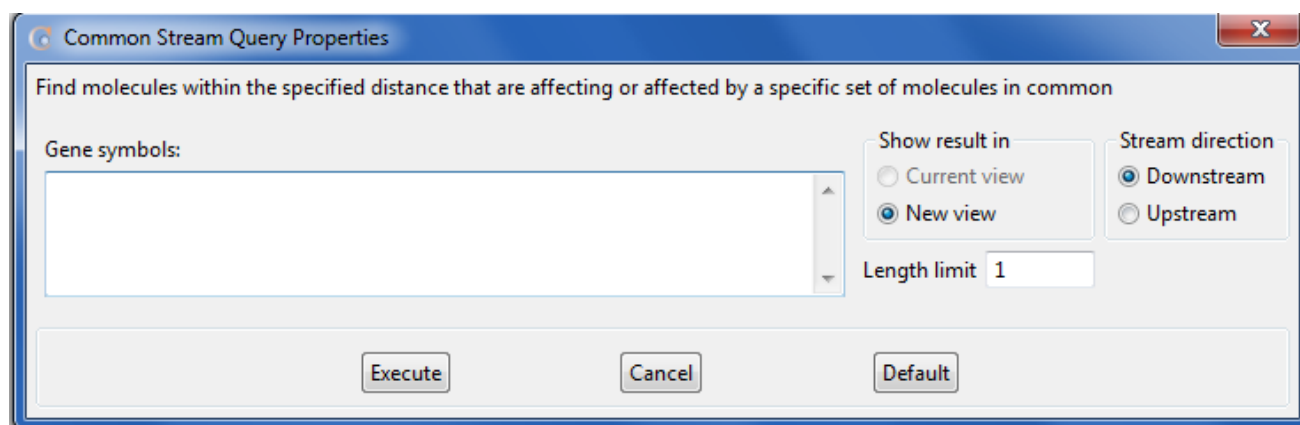 Common Stream Query Properties
Find molecules within the specified distance that are affecting or affected by a specific set of molecules in common
Gene symbols:
Show result in
Current view
New view
Stream direction
Downstream
Upstream
Length limit 1
Execute Cancel Default